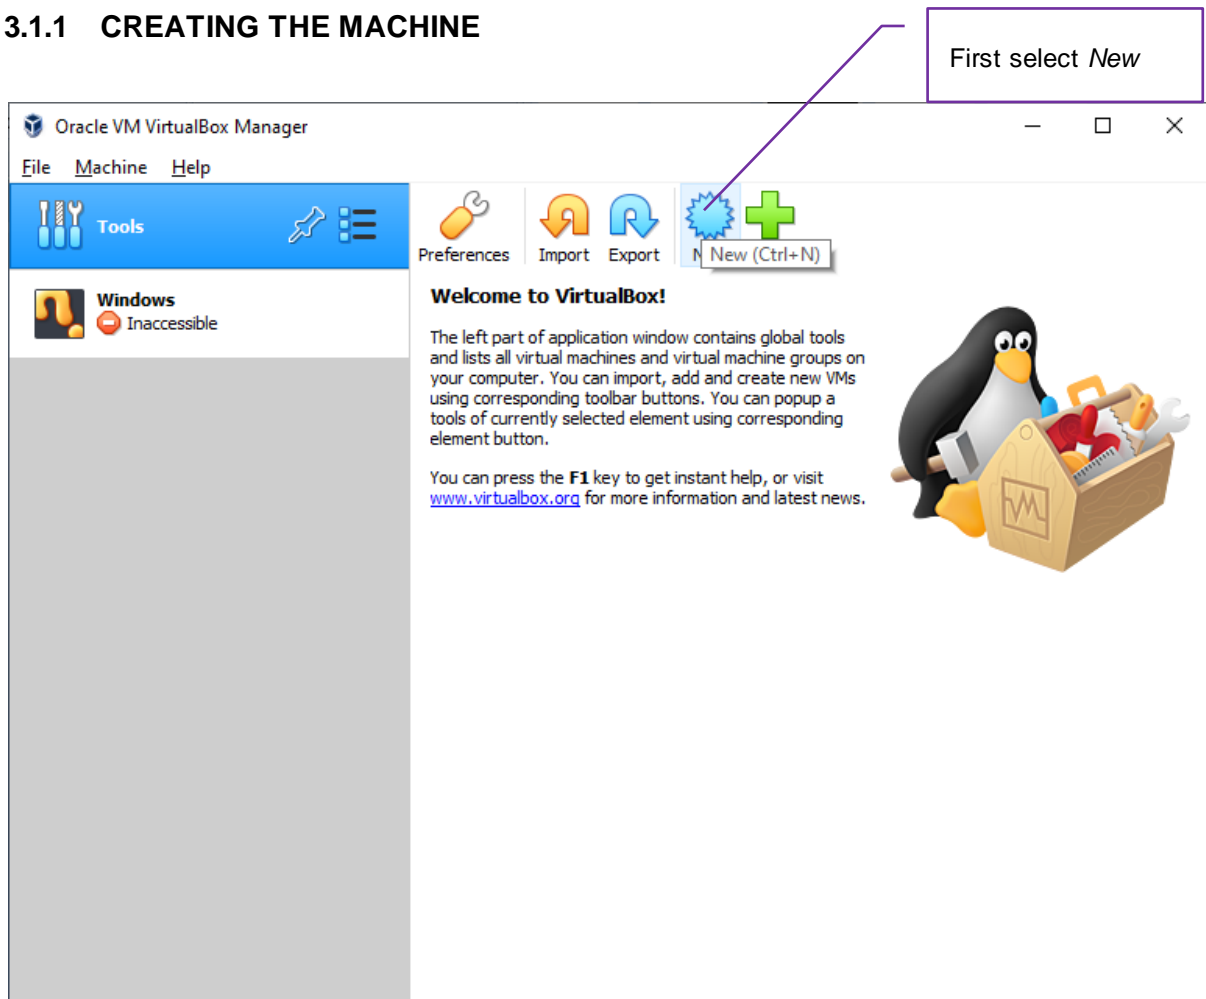 3.1.1 CREATING THE MACHINE
First select New
Oracle VM VirtualBox Manager
File Machine Help
Tools
Preferences Import Export
New (Ctrl+N)
Windows
Inaccessible
Welcome to VirtualBox!
The left part of application window contains global tools
and lists all virtual machines and virtual machine groups on
your computer. You can import, add and create new VMs
using corresponding toolbar buttons. You can popup a
tools of currently selected element using corresponding
element button.
You can press the F1 key to get instant help, or visit
www.virtualbox.org for more information and latest news.